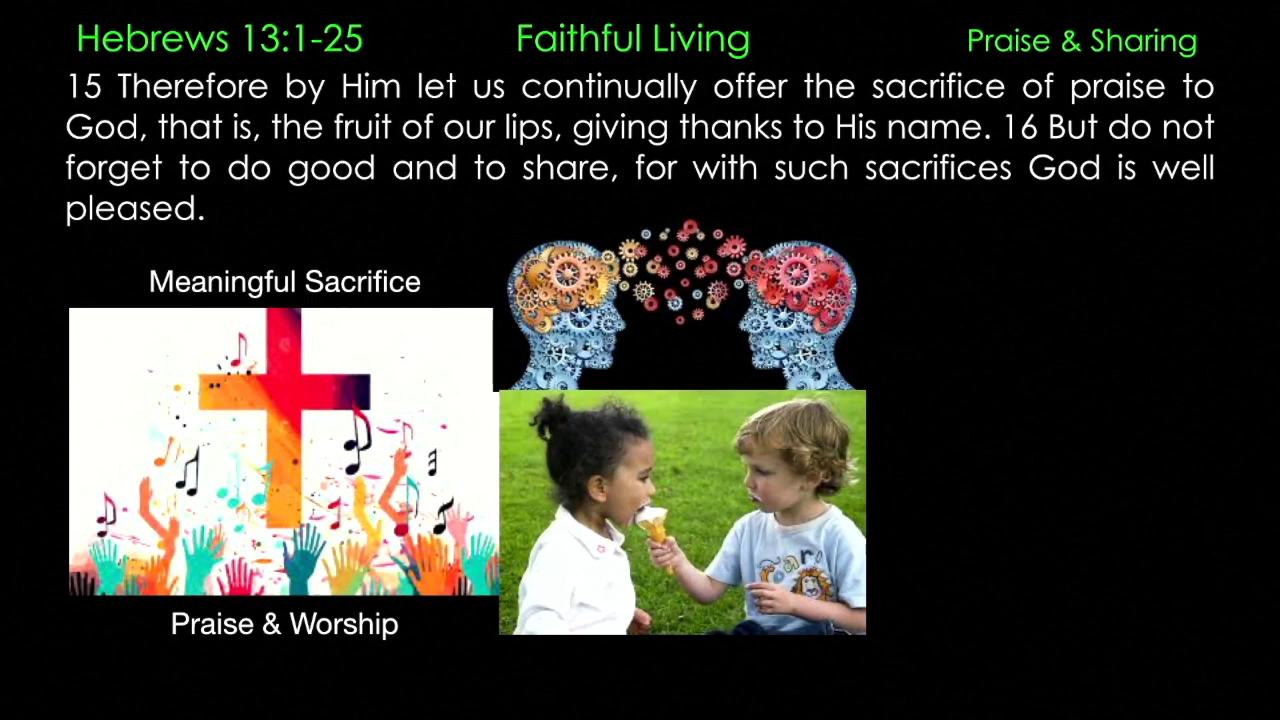 Hebrews 13:1-25 Faithful Living Praise & Sharing
15 Therefore by Him let us continually offer the sacrifice of praise to
God, that is, the fruit of our lips, giving thanks to His name. 16 But do not
forget to do good and to share, for with such sacrifices God is well
pleased.
Meaningful Sacrifice
Praise & Worship